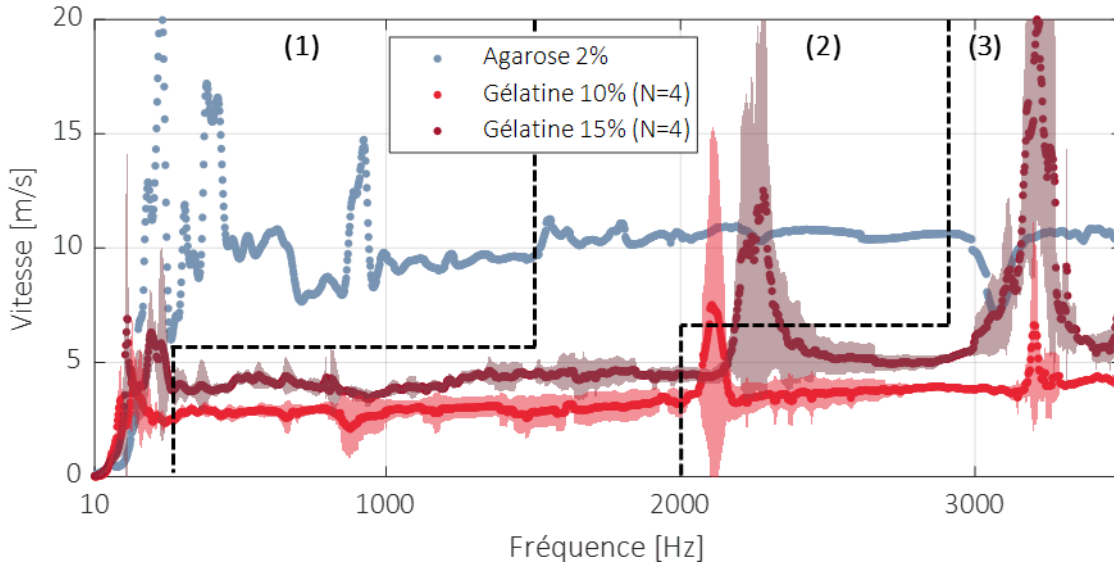 20
15
10
5
0
Vitesse [m/s]
(1)
(2)
(3)
Agarose 2%
Gélatine 10% (N=4)
Gélatine 15% (N=4)
10
1000
2000
3000
Fréquence [Hz]